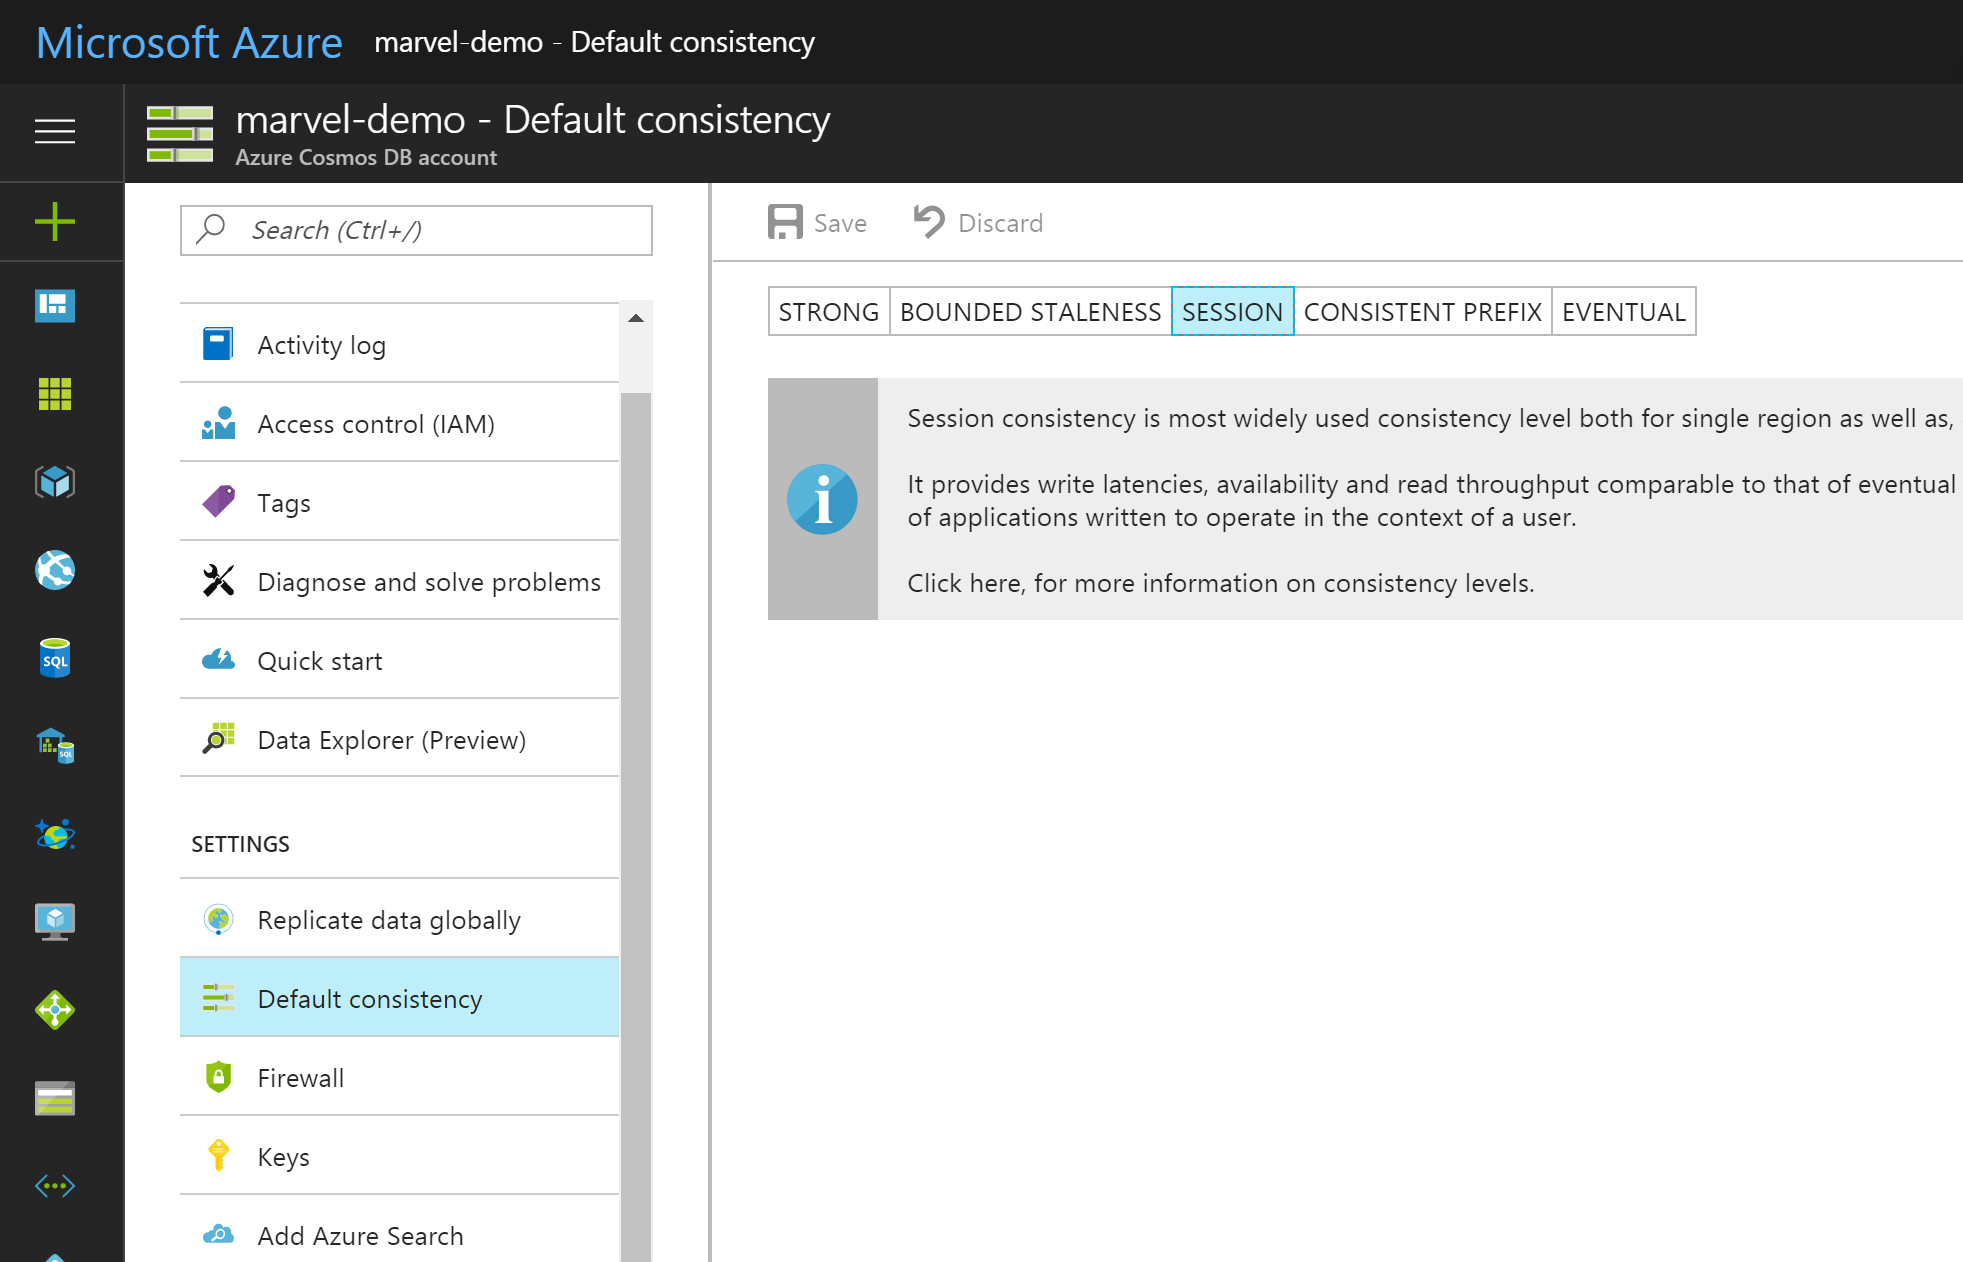 Microsoft Azure marvel-demo - Default consistency
marvel-demo - Default consistency
Azure Cosmos DB account
Search (Ctrl+/)
Activity log
Access control (IAM)
Tags
Diagnose and solve problems
Quick start
Data Explorer (Preview)
SETTINGS
Replicate data globally
Default consistency
Firewall
Keys
Add Azure Search
Save Discard
STRONG BOUNDED STALENESS SESSION CONSISTENT PREFIX EVENTUAL
Session consistency is most widely used consistency level both for single region as well as,
It provides write latencies, availability and read throughput comparable to that of eventual
of applications written to operate in the context of a user.
Click here, for more information on consistency levels.
SQL
SQL